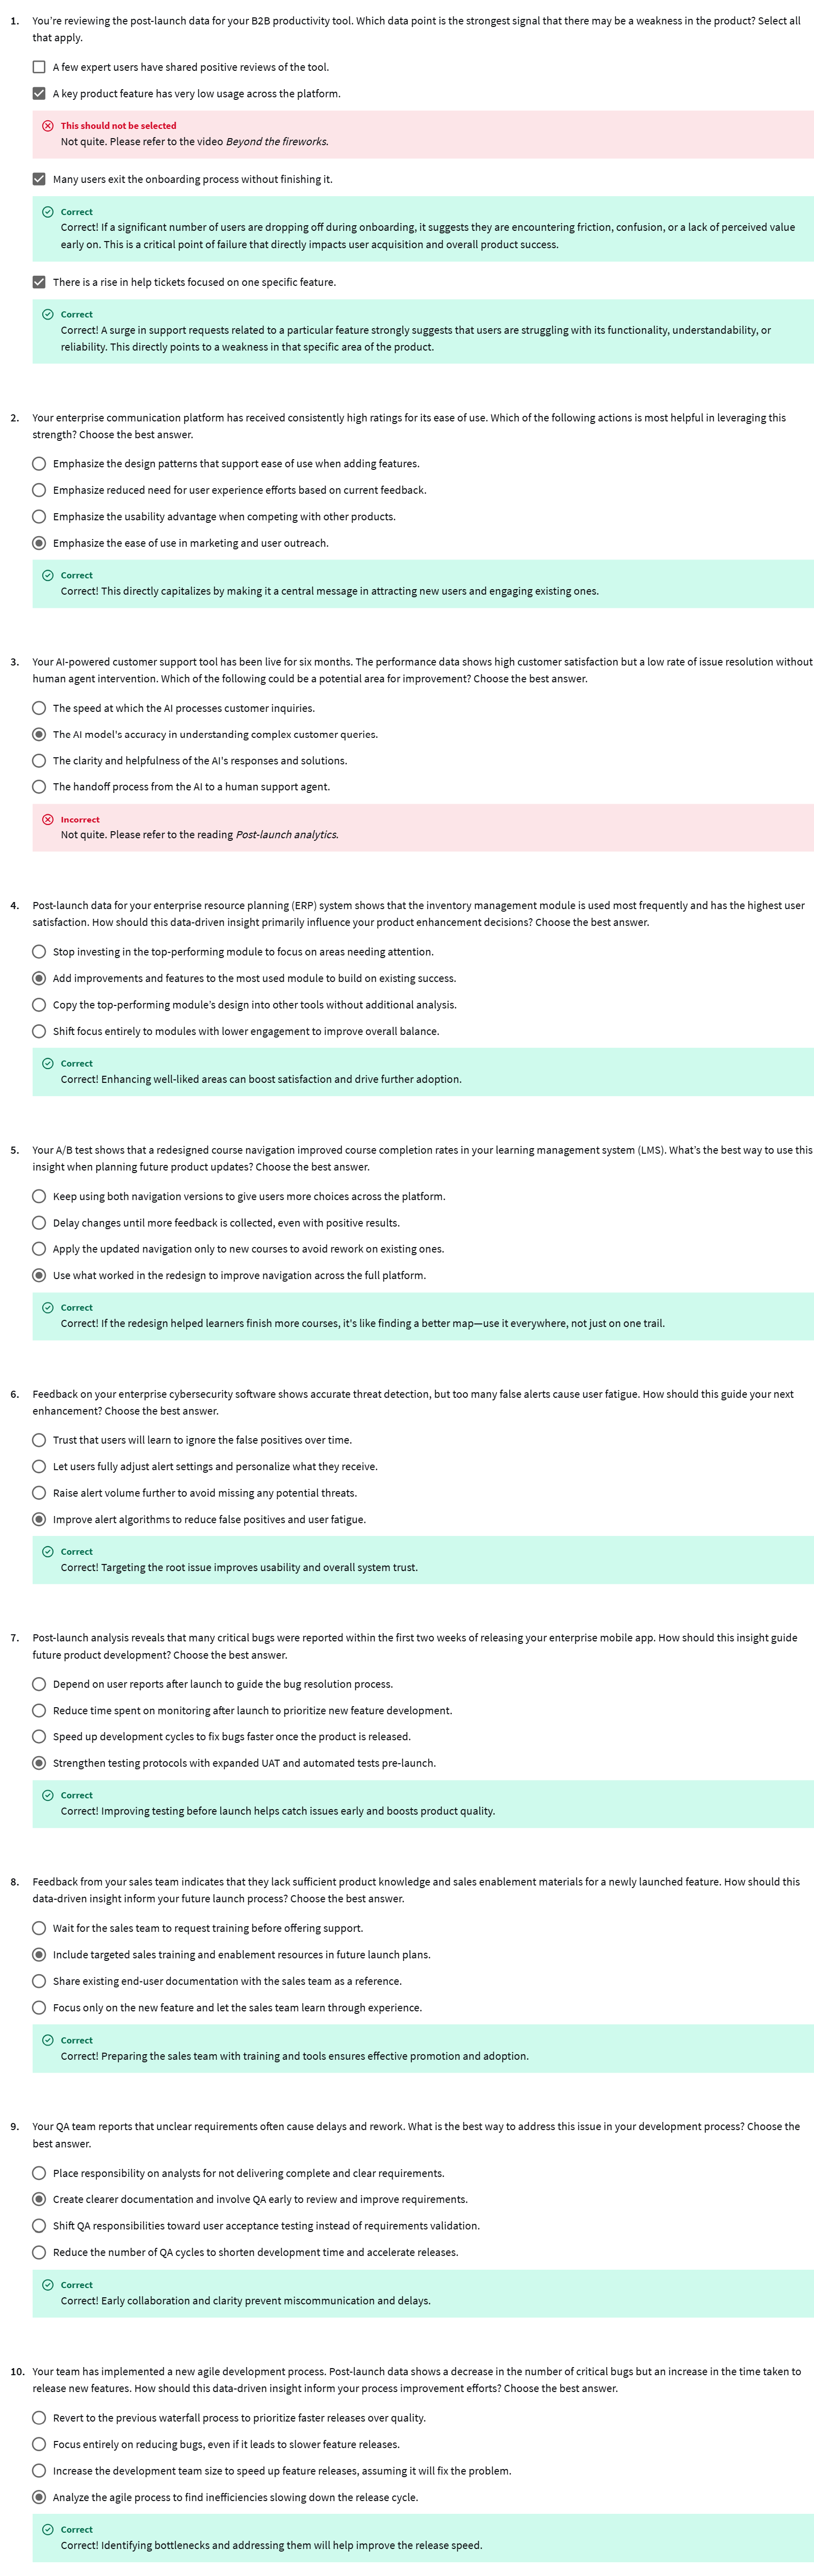 1. You’re reviewing the post-launch data for your B2B productivity tool. Which data point is the strongest signal that there may be a weakness in the product? Select all
that apply.
A few expert users have shared positive reviews of the tool.
A key product feature has very low usage across the platform.
This should not be selected
Not quite. Please refer to the video Beyond the fireworks.
Many users exit the onboarding process without finishing it.
Correct
Correct! If a significant number of users are dropping off during onboarding, it suggests they are encountering friction, confusion, or a lack of perceived value
early on. This is a critical point of failure that directly impacts user acquisition and overall product success.
There is a rise in help tickets focused on one specific feature.
Correct
Correct! A surge in support requests related to a particular feature strongly suggests that users are struggling with its functionality, understandability, or
reliability. This directly points to a weakness in that specific area of the product.
2. Your enterprise communication platform has received consistently high ratings for its ease of use. Which of the following actions is most helpful in leveraging this
strength? Choose the best answer.
Emphasize the design patterns that support ease of use when adding features.
Emphasize reduced need for user experience efforts based on current feedback.
Emphasize the usability advantage when competing with other products.
Emphasize the ease of use in marketing and user outreach.
Correct
Correct! This directly capitalizes by making it a central message in attracting new users and engaging existing ones.
3. Your AI-powered customer support tool has been live for six months. The performance data shows high customer satisfaction but a low rate of issue resolution without
human agent intervention. Which of the following could be a potential area for improvement? Choose the best answer.
The speed at which the AI processes customer inquiries.
The AI model's accuracy in understanding complex customer queries.
The clarity and helpfulness of the AI's responses and solutions.
The handoff process from the AI to a human support agent.
Incorrect
Not quite. Please refer to the reading Post-launch analytics.
4. Post-launch data for your enterprise resource planning (ERP) system shows that the inventory management module is used most frequently and has the highest user
satisfaction. How should this data-driven insight primarily influence your product enhancement decisions? Choose the best answer.
Stop investing in the top-performing module to focus on areas needing attention.
Add improvements and features to the most used module to build on existing success.
Copy the top-performing module’s design into other tools without additional analysis.
Shift focus entirely to modules with lower engagement to improve overall balance.
Correct
Correct! Enhancing well-liked areas can boost satisfaction and drive further adoption.
5. Your A/B test shows that a redesigned course navigation improved course completion rates in your learning management system (LMS). What’s the best way to use this
insight when planning future product updates? Choose the best answer.
Keep using both navigation versions to give users more choices across the platform.
Delay changes until more feedback is collected, even with positive results.
Apply the updated navigation only to new courses to avoid rework on existing ones.
Use what worked in the redesign to improve navigation across the full platform.
Correct
Correct! If the redesign helped learners finish more courses, it's like finding a better map—use it everywhere, not just on one trail.
6. Feedback on your enterprise cybersecurity software shows accurate threat detection, but too many false alerts cause user fatigue. How should this guide your next
enhancement? Choose the best answer.
Trust that users will learn to ignore the false positives over time.
Let users fully adjust alert settings and personalize what they receive.
Raise alert volume further to avoid missing any potential threats.
Improve alert algorithms to reduce false positives and user fatigue.
Correct
Correct! Targeting the root issue improves usability and overall system trust.
7. Post-launch analysis reveals that many critical bugs were reported within the first two weeks of releasing your enterprise mobile app. How should this insight guide
future product development? Choose the best answer.
Depend on user reports after launch to guide the bug resolution process.
Reduce time spent on monitoring after launch to prioritize new feature development.
Speed up development cycles to fix bugs faster once the product is released.
Strengthen testing protocols with expanded UAT and automated tests pre-launch.
Correct
Correct! Improving testing before launch helps catch issues early and boosts product quality.
8. Feedback from your sales team indicates that they lack sufficient product knowledge and sales enablement materials for a newly launched feature. How should this
data-driven insight inform your future launch process? Choose the best answer.
Wait for the sales team to request training before offering support.
Include targeted sales training and enablement resources in future launch plans.
Share existing end-user documentation with the sales team as a reference.
Focus only on the new feature and let the sales team learn through experience.
Correct
Correct! Preparing the sales team with training and tools ensures effective promotion and adoption.
9. Your QA team reports that unclear requirements often cause delays and rework. What is the best way to address this issue in your development process? Choose the
best answer.
Place responsibility on analysts for not delivering complete and clear requirements.
Create clearer documentation and involve QA early to review and improve requirements.
Shift QA responsibilities toward user acceptance testing instead of requirements validation.
Reduce the number of QA cycles to shorten development time and accelerate releases.
Correct
Correct! Early collaboration and clarity prevent miscommunication and delays.
10. Your team has implemented a new agile development process. Post-launch data shows a decrease in the number of critical bugs but an increase in the time taken to
release new features. How should this data-driven insight inform your process improvement efforts? Choose the best answer.
Revert to the previous waterfall process to prioritize faster releases over quality.
Focus entirely on reducing bugs, even if it leads to slower feature releases.
Increase the development team size to speed up feature releases, assuming it will fix the problem.
Analyze the agile process to find inefficiencies slowing down the release cycle.
Correct
Correct! Identifying bottlenecks and addressing them will help improve the release speed.